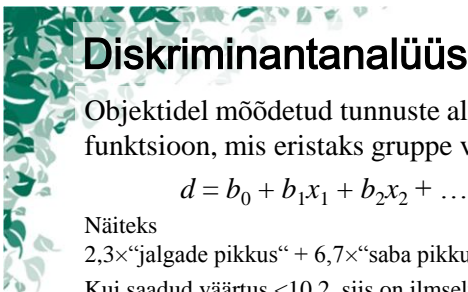 Diskriminantanalüüs
Objektidel mõõdetud tunnuste al
funktsioon, mis eristaks gruppe v
d = b₀ + b₁x₁ + b₂x₂ + …
Näiteks
2,3×“jalgade pikkus“ + 6,7×“saba pikku
Kui saadud väärtus <10,2, siis on ilmsel